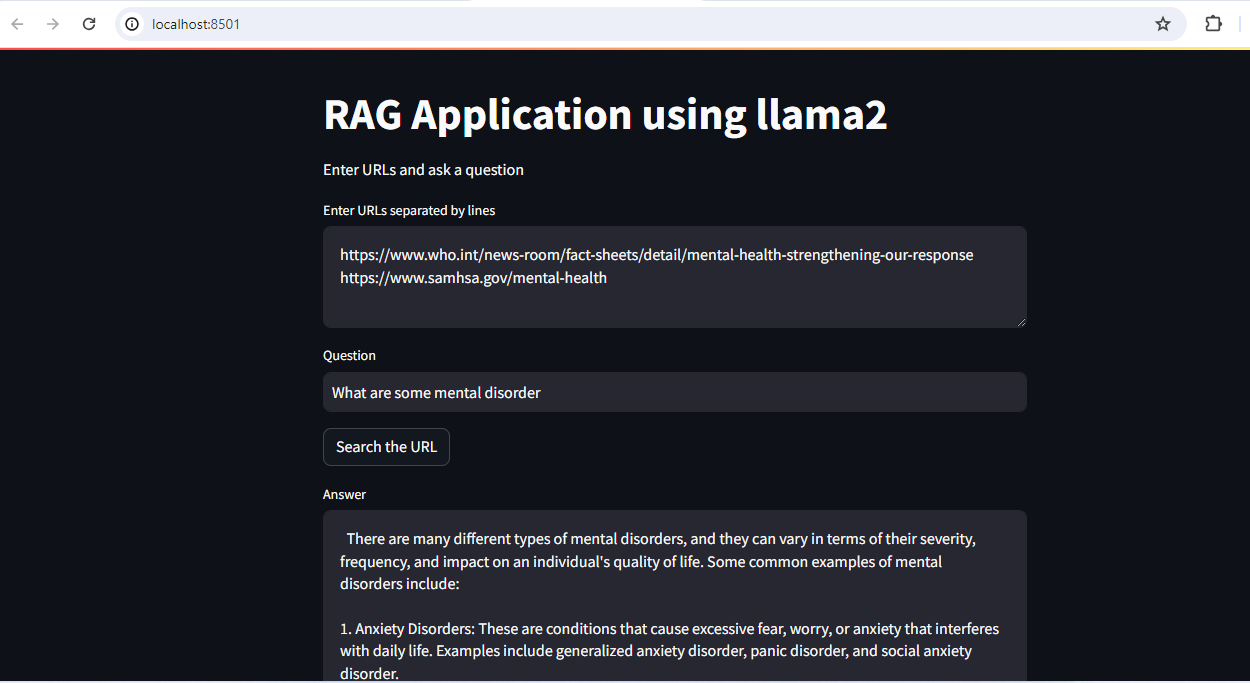 localhost:8501
RAG Application using llama2
Enter URLs and ask a question
Enter URLs separated by lines
https://www.who.int/news-room/fact-sheets/detail/mental-health-strengthening-our-response
https://www.samhsa.gov/mental-health
Question
What are some mental disorder
Search the URL
Answer
There are many different types of mental disorders, and they can vary in terms of their severity,
frequency, and impact on an individual's quality of life. Some common examples of mental
disorders include:
1. Anxiety Disorders: These are conditions that cause excessive fear, worry, or anxiety that interferes
with daily life. Examples include generalized anxiety disorder, panic disorder, and social anxiety
disorder.